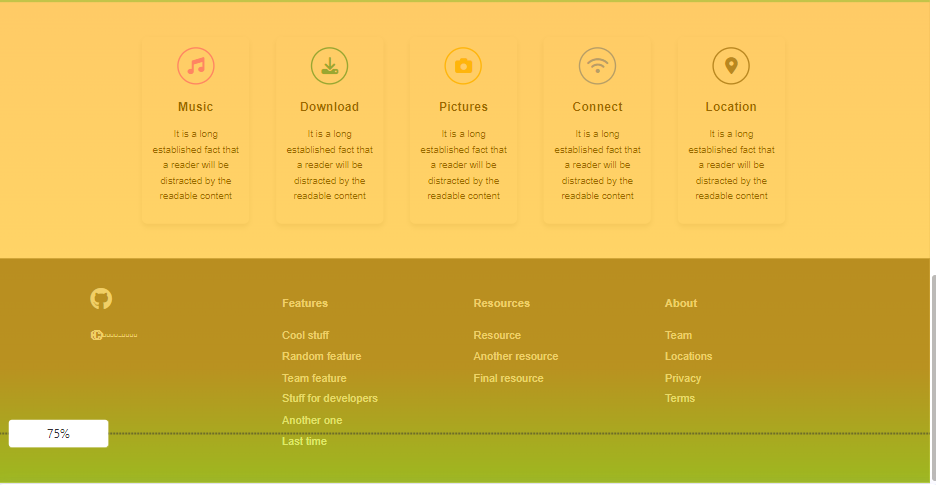 Music
It is a long
established fact that
a reader will be
distracted by the
readable content
Download
It is a long
established fact that
a reader will be
distracted by the
readable content
Pictures
It is a long
established fact that
a reader will be
distracted by the
readable content
Connect
It is a long
established fact that
a reader will be
distracted by the
readable content
Location
It is a long
established fact that
a reader will be
distracted by the
readable content
Features
Cool stuff
Random feature
Team feature
Stuff for developers
Another one
Last time
Resources
Resource
Another resource
Final resource
About
Team
Locations
Privacy
Terms
75%